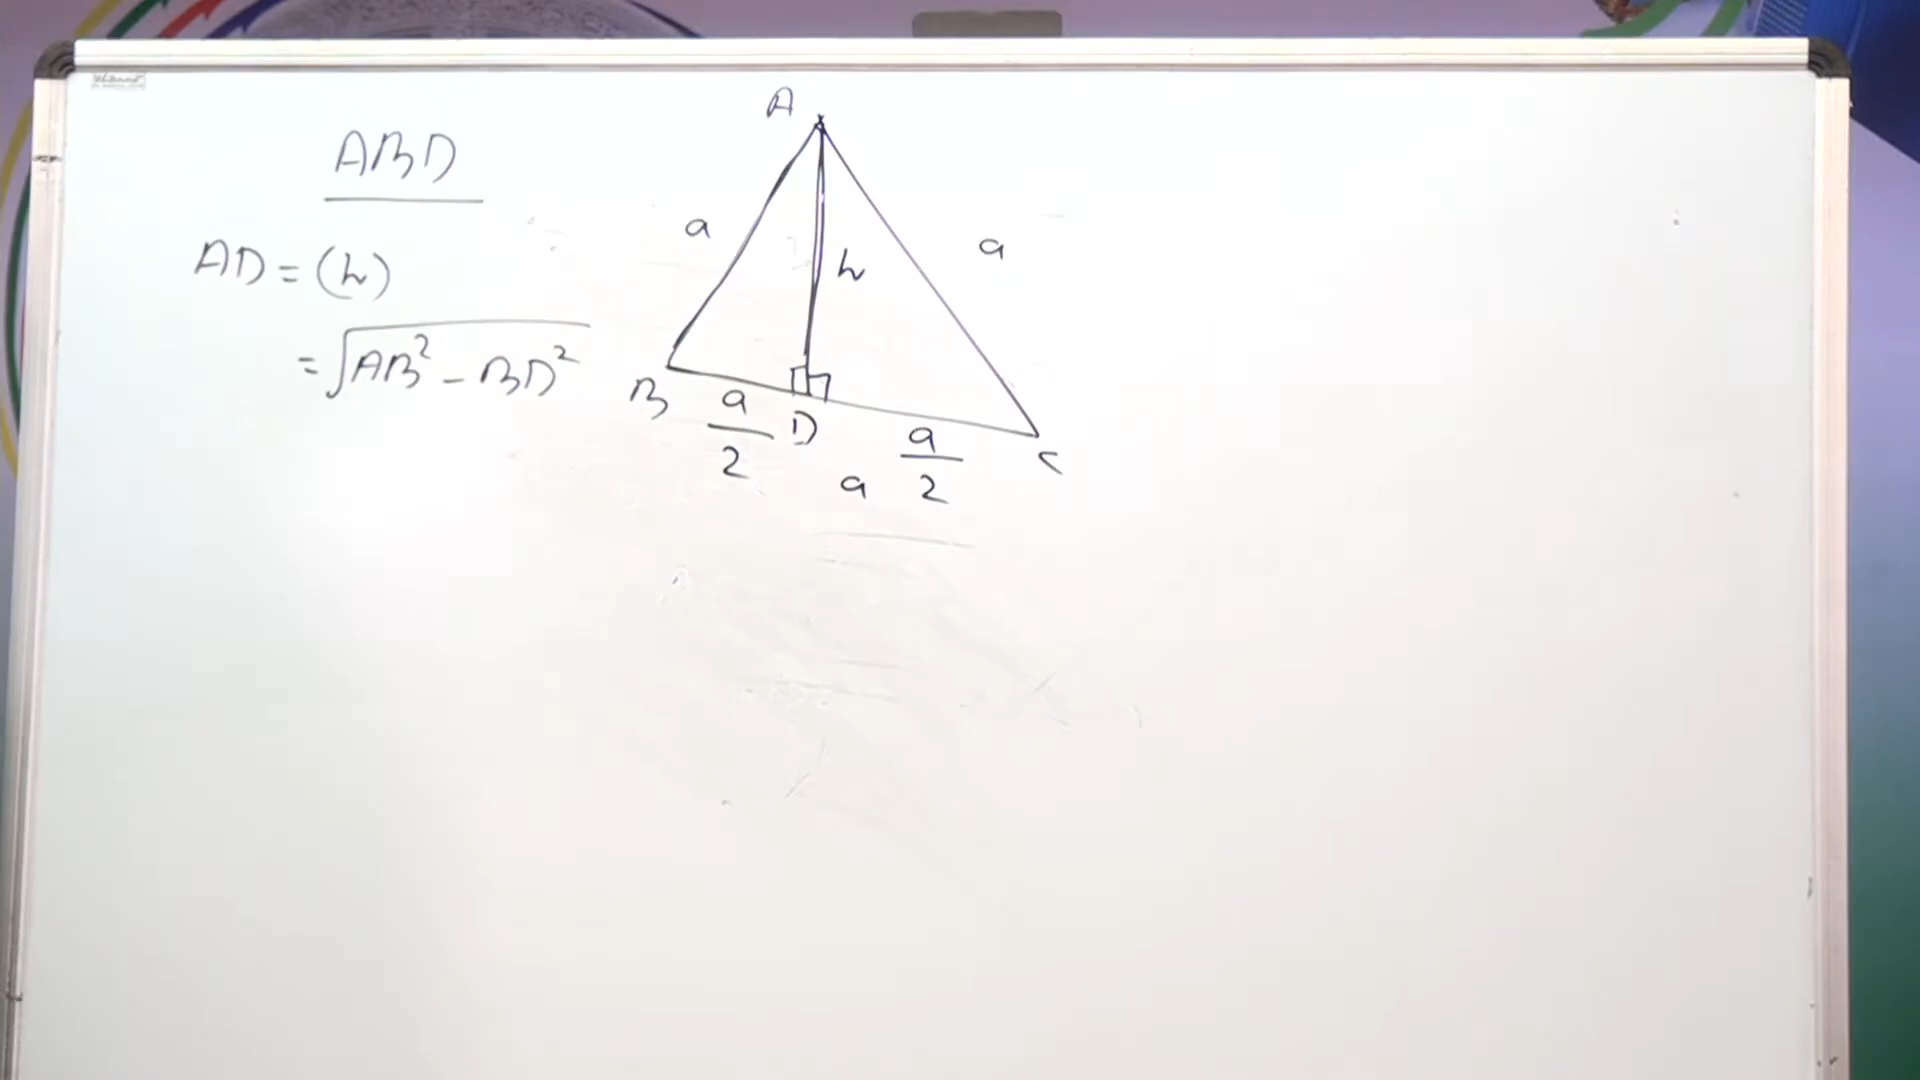 ABD
AD = (h)
= √AB² - BD²
A
a
a
h
B
a/2
D
a/2
C
a